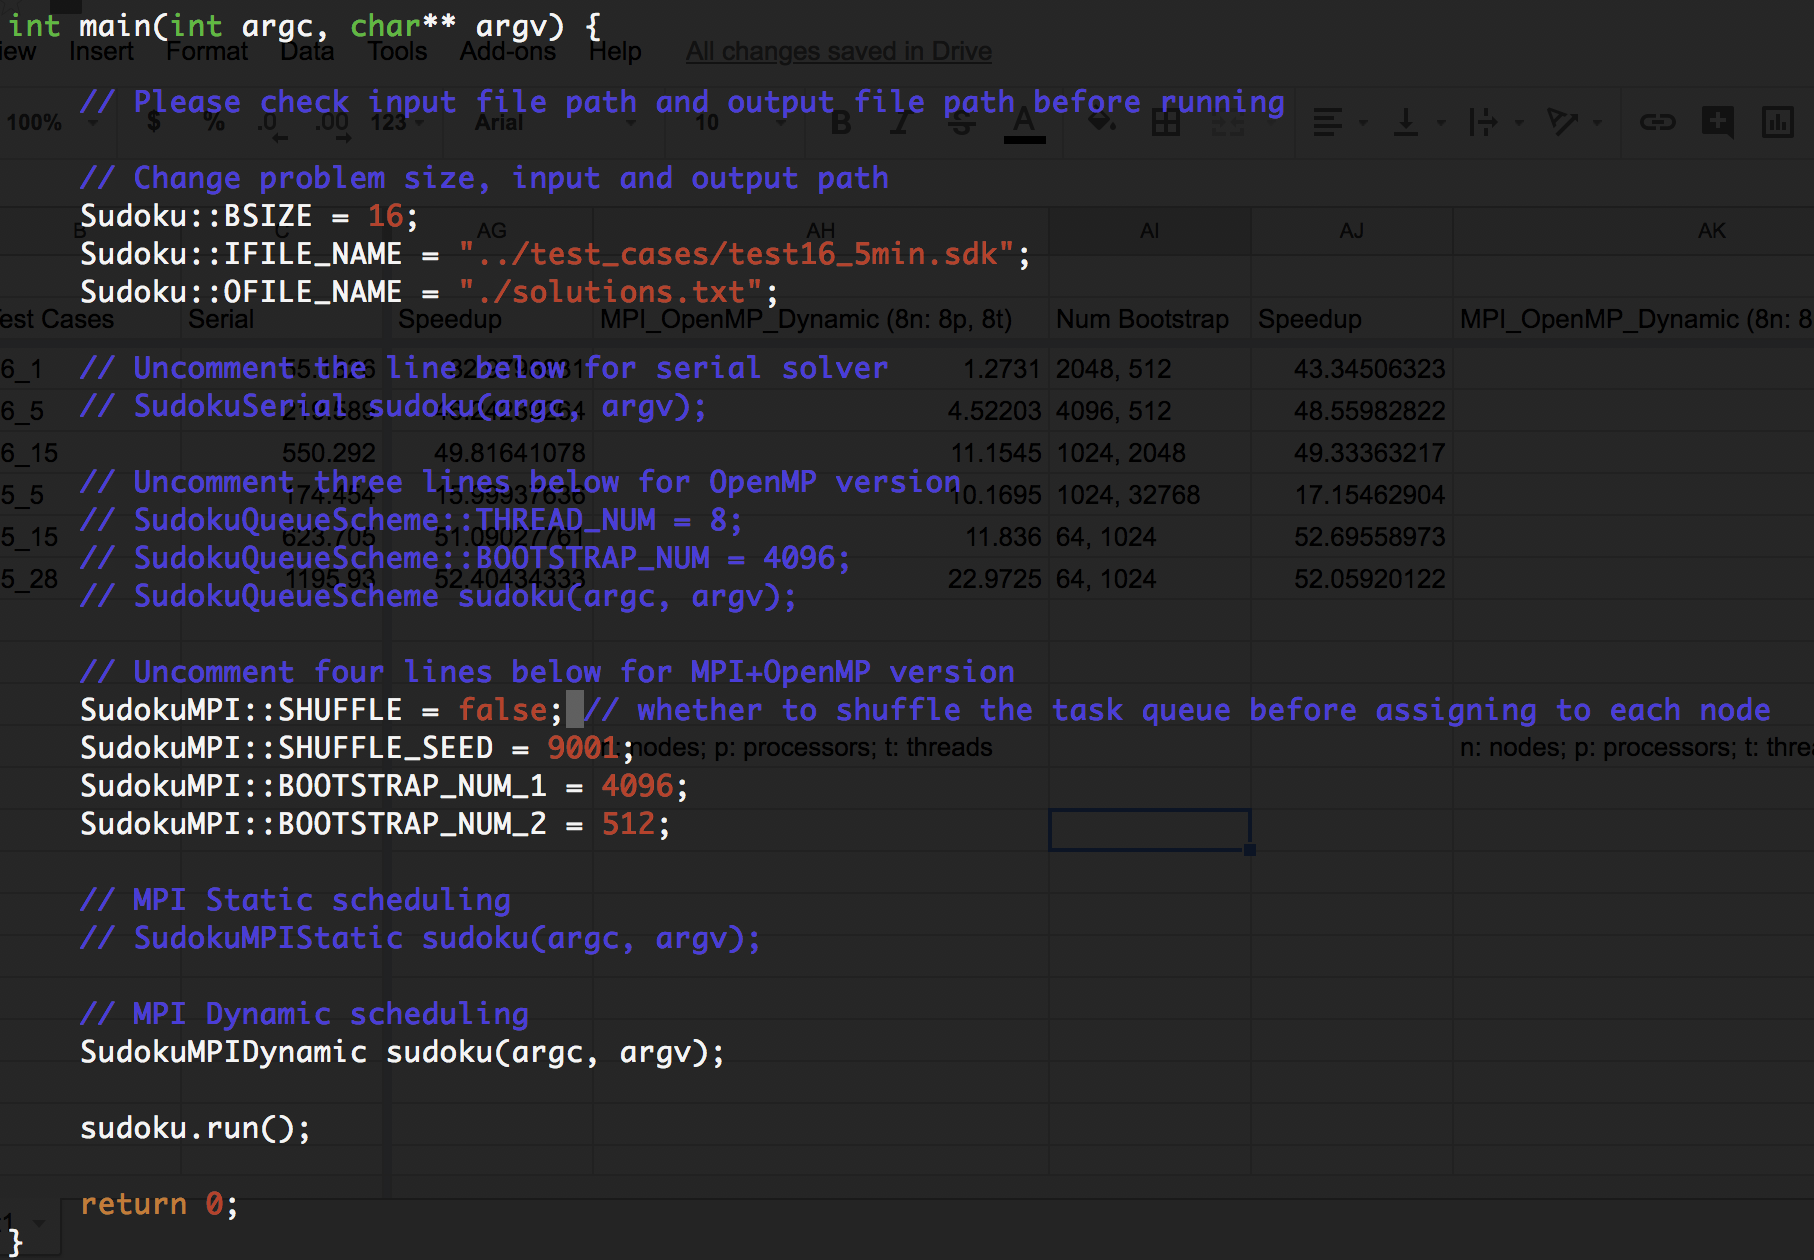 int main(int argc, char** argv) {
Insert Format Data Tools Add-ons Help All changes saved in Drive
// Please check input file path and output file path before running
100% $ % .0 .00 123 Arial 10 B I S A
// Change problem size, input and output path
Sudoku::BSIZE = 16;
B C AG AH AI AJ AK
Sudoku::IFILE_NAME = "../test_cases/test16_5min.sdk";
Sudoku::OFILE_NAME = "./solutions.txt";
est Cases Serial Speedup MPI_OpenMP_Dynamic (8n: 8p, 8t) Num Bootstrap Speedup MPI_OpenMP_Dynamic (8n: 8
// Uncomment the line below for serial solver
6_1 1.2731 2048, 512 43.34506323
// SudokuSerial sudoku(argc, argv);
6_5 4.52203 4096, 512 48.55982822
6_15 550.292 49.81641078 11.1545 1024, 2048 49.33363217
// Uncomment three lines below for OpenMP version
5_5 174.454 15.99937636 10.1695 1024, 32768 17.15462904
// SudokuQueueScheme::THREAD_NUM = 8;
5_15 623.705 51.09027761 11.836 64, 1024 52.69558973
// SudokuQueueScheme::BOOTSTRAP_NUM = 4096;
5_28 1195.93 52.40434333 22.9725 64, 1024 52.05920122
// SudokuQueueScheme sudoku(argc, argv);
// Uncomment four lines below for MPI+OpenMP version
SudokuMPI::SHUFFLE = false; // whether to shuffle the task queue before assigning to each node
SudokuMPI::SHUFFLE_SEED = 9001;
nodes; p: processors; t: threads n: nodes; p: processors; t: threa
SudokuMPI::BOOTSTRAP_NUM_1 = 4096;
SudokuMPI::BOOTSTRAP_NUM_2 = 512;
// MPI Static scheduling
// SudokuMPIStatic sudoku(argc, argv);
// MPI Dynamic scheduling
SudokuMPIDynamic sudoku(argc, argv);
sudoku.run();
return 0;
}